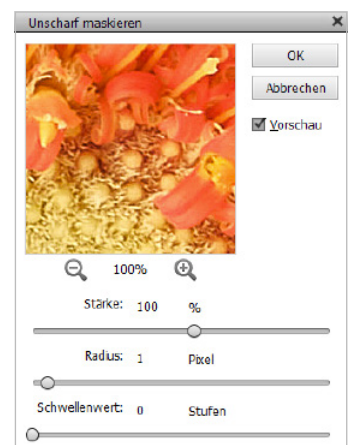 Unscharf maskieren
OK
Abbrechen
Vorschau
100%
Stärke: 100 %
Radius: 1 Pixel
Schwellenwert: 0 Stufen